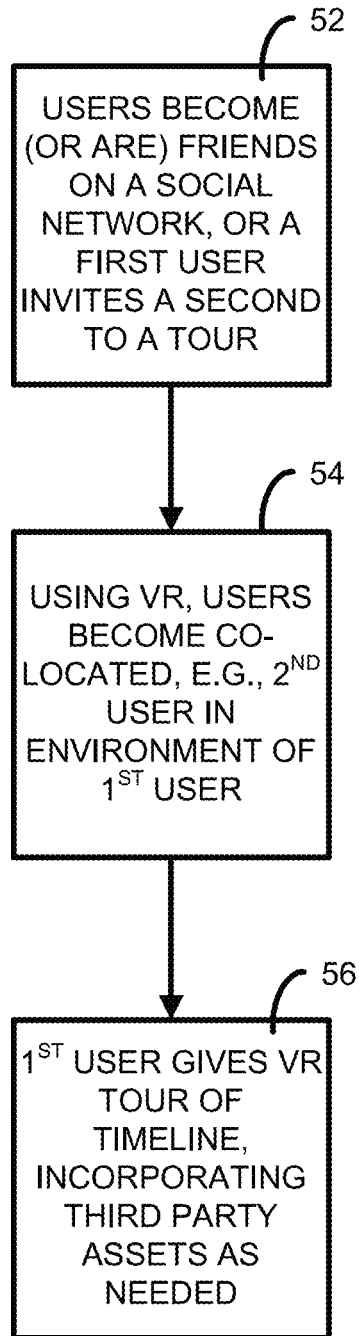 52
USERS BECOME
(OR ARE) FRIENDS
ON A SOCIAL
NETWORK, OR A
FIRST USER
INVITES A SECOND
TO A TOUR
54
USING VR, USERS
BECOME CO-
LOCATED, E.G., 2ND
USER IN
ENVIRONMENT OF
1ST USER
56
1ST USER GIVES VR
TOUR OF
TIMELINE,
INCORPORATING
THIRD PARTY
ASSETS AS
NEEDED